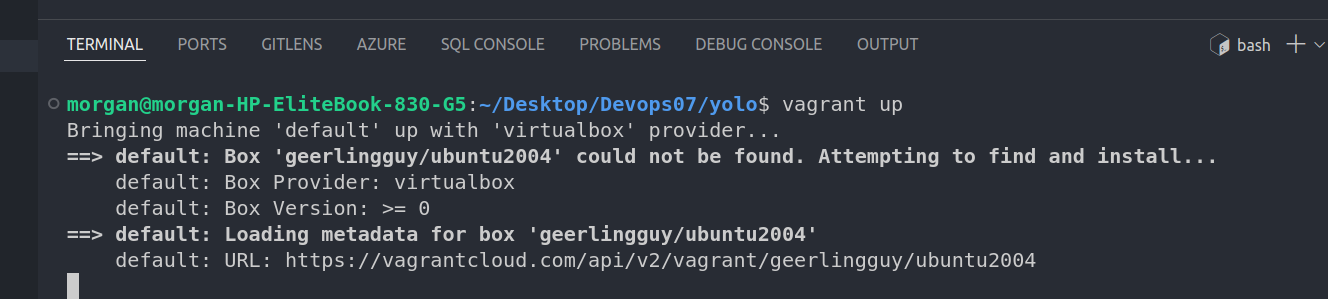 TERMINAL PORTS GITLENS AZURE SQL CONSOLE PROBLEMS DEBUG CONSOLE OUTPUT bash
morgan@morgan-HP-EliteBook-830-G5:~/Desktop/Devops07/yolo$ vagrant up
Bringing machine 'default' up with 'virtualbox' provider...
==> default: Box 'geerlingguy/ubuntu2004' could not be found. Attempting to find and install...
    default: Box Provider: virtualbox
    default: Box Version: >= 0
==> default: Loading metadata for box 'geerlingguy/ubuntu2004'
    default: URL: https://vagrantcloud.com/api/v2/vagrant/geerlingguy/ubuntu2004